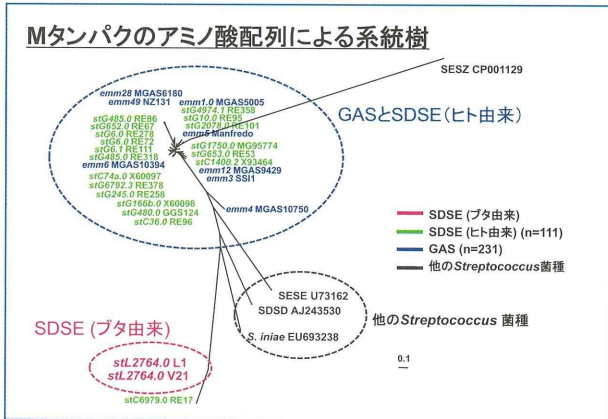 Mタンパクのアミノ酸配列による系統樹
SESZ CP001129
emm28 MGAS6180
emm49 NZ131
emm1.0 MGAS5005
stG4974.1 RE358
stG485.0 RE86
stG10.0 RE95
stG652.0 RE67
stG2078.0 RE101
stG6.0 RE278
emm5 Manfredo
stG6.0 RE72
stG6.1 RE111
stG1750.0 MG95774
stG485.0 RE318
stG653.0 RE53
emm6 MGAS10394
stC1400.2 X93464
stC74a.0 X60097
emm12 MGAS9429
stG6792.3 RE378
emm3 SSI1
stG245.0 RE258
stG166b.0 X60098
stG480.0 GGS124
emm4 MGAS10750
stC36.0 RE96
GASとSDSE(ヒト由来)
SDSE (ブタ由来)
SDSE (ヒト由来) (n=111)
GAS (n=231)
他のStreptococcus菌種
SESE U73162
SDSD AJ243530
S. iniae EU693238
他のStreptococcus 菌種
SDSE (ブタ由来)
stL2764.0 L1
stL2764.0 V21
stC6979.0 RE17
0.1